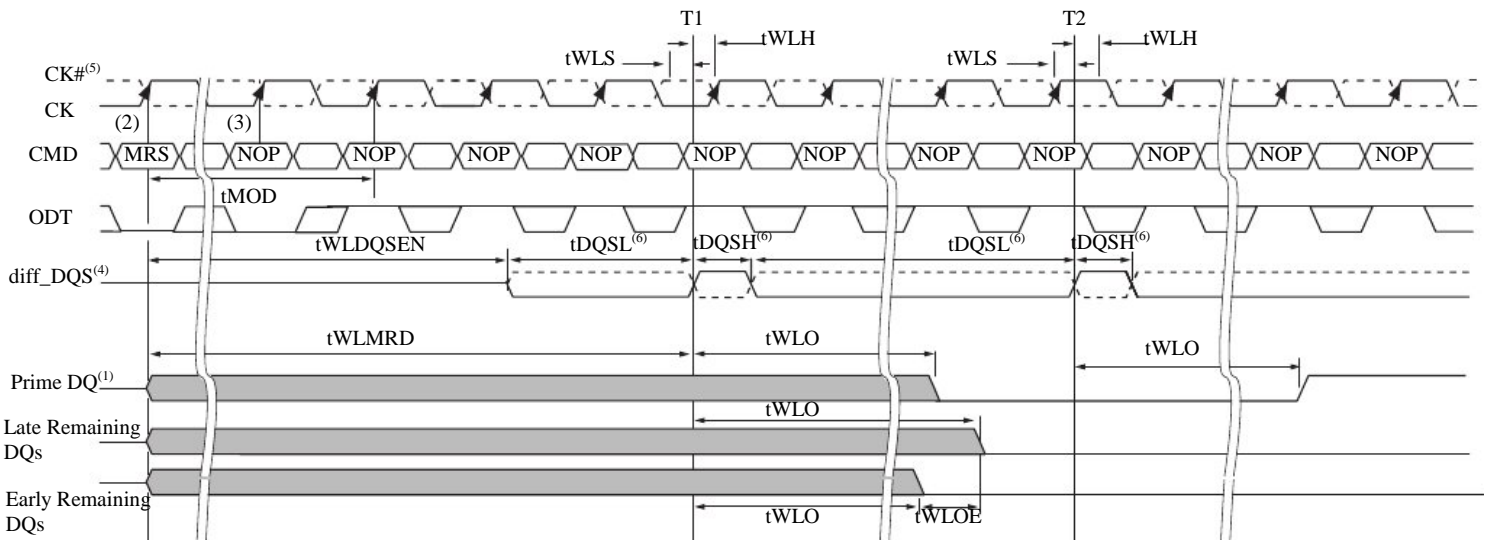 T1 T2
tWLH tWLH
tWLS tWLS
CK#(5)
CK
(2) (3)
CMD MRS NOP NOP NOP NOP NOP NOP NOP NOP NOP NOP NOP
tMOD
ODT
tWLDQSEN tDQSL(6) tDQSH(6) tDQSL(6) tDQSH(6)
diff_DQS(4)
tWLMRD tWLO tWLO
Prime DQ(1)
tWLO
Late Remaining
DQs
Early Remaining
DQs
tWLO tWLOE